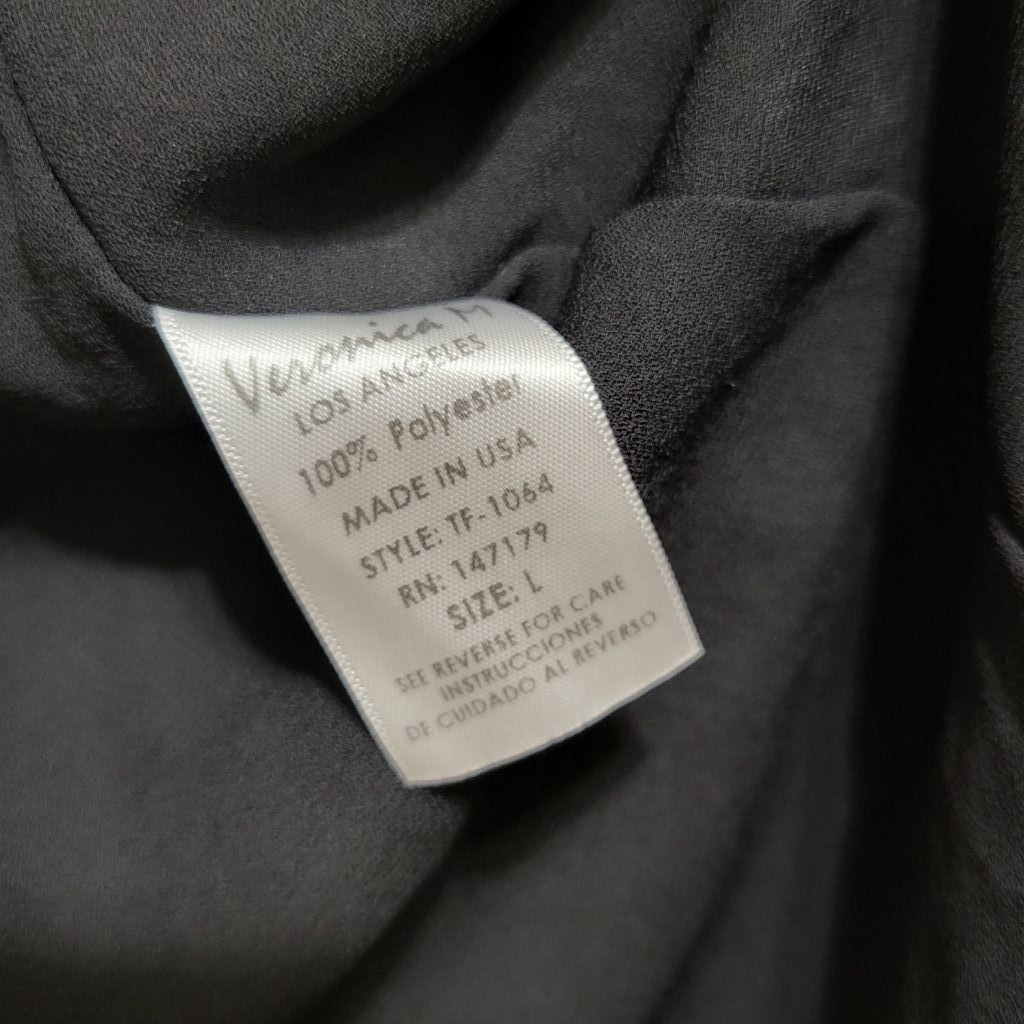 Veronica M
LOS ANGELES
100% Polyester
MADE IN USA
STYLE: TF-1064
RN: 147179
SIZE: L
SEE REVERSE FOR CARE
INSTRUCCIONES
DE CUIDADO AL REVERSO